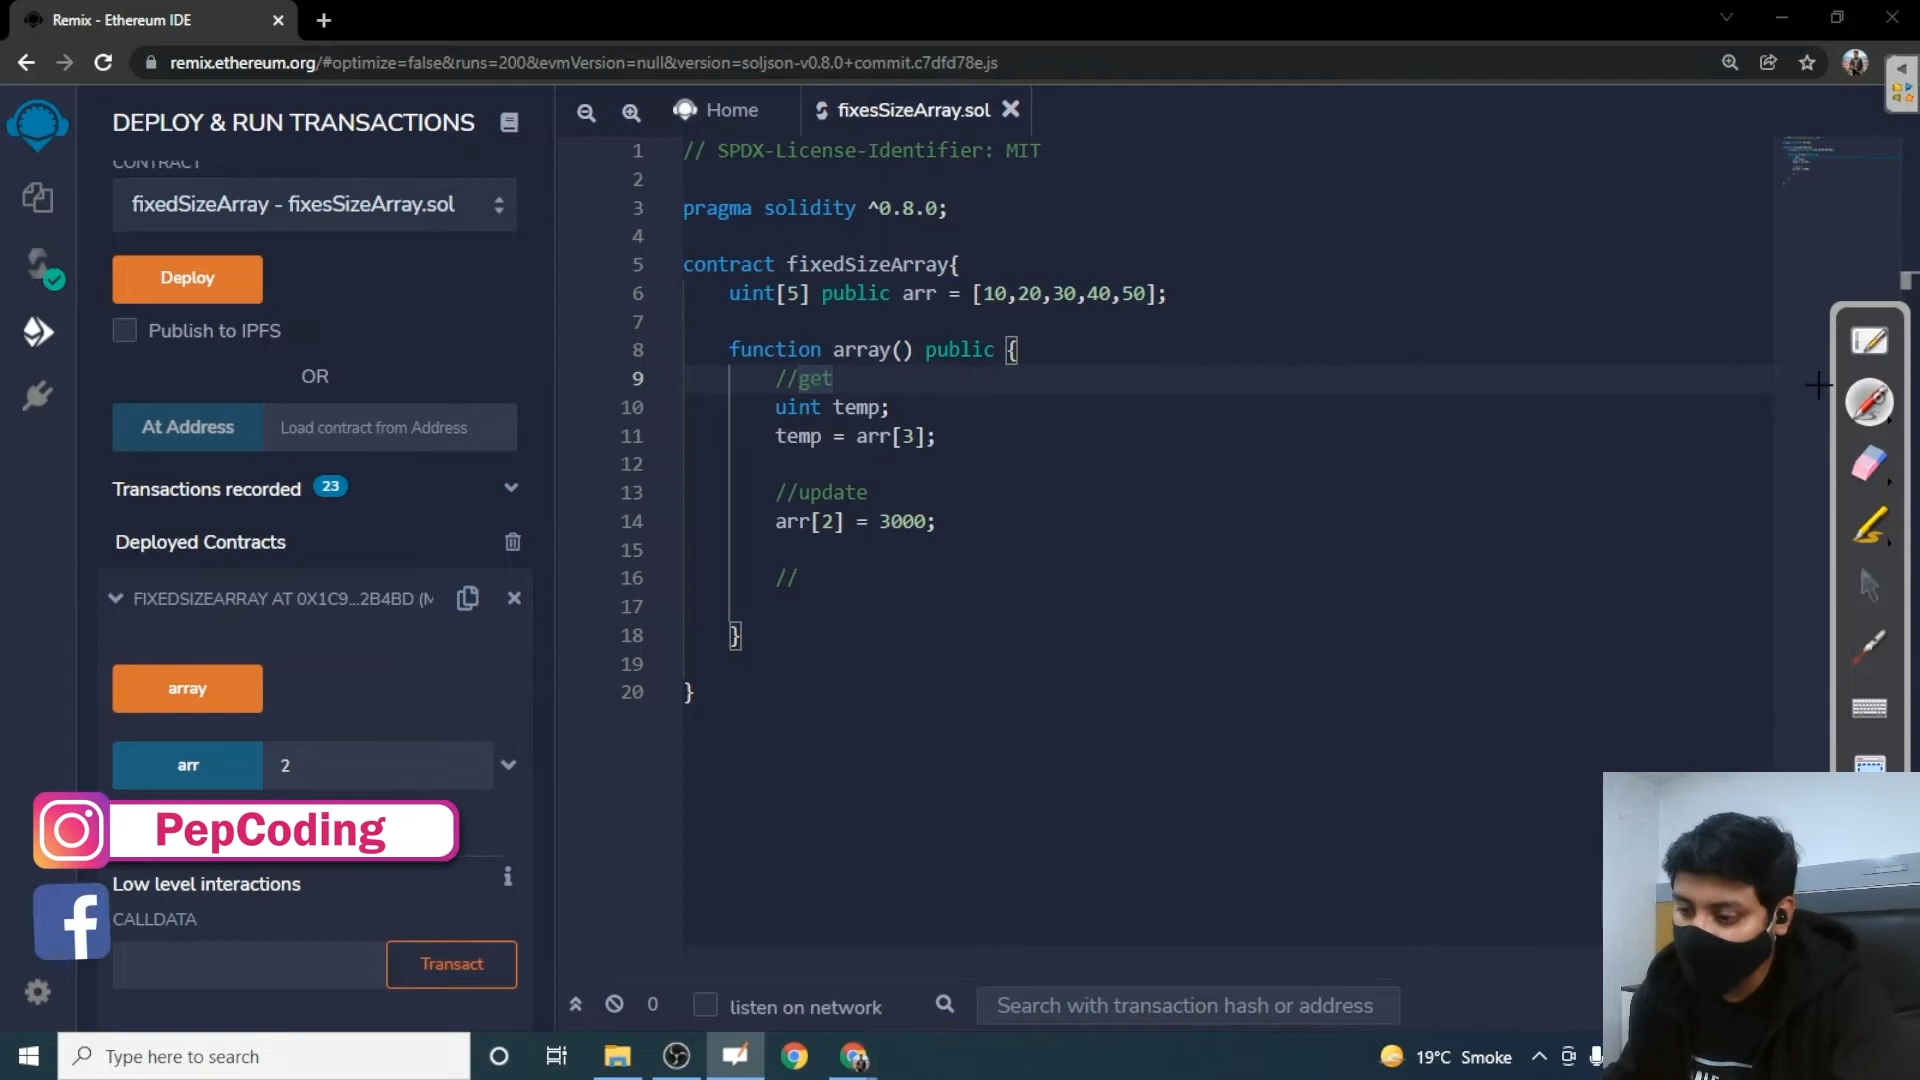 Remix - Ethereum IDE
remix.ethereum.org/#optimize=false&runs=200&evmVersion=null&version=soljson-v0.8.0+commit.c7dfd78e.js
DEPLOY & RUN TRANSACTIONS
CONTRACT
fixedSizeArray - fixesSizeArray.sol
Deploy
Publish to IPFS
OR
At Address
Load contract from Address
Transactions recorded 23
Deployed Contracts
FIXEDSIZEARRAY AT 0X1C9...2B4BD (M
array
arr 2
PepCoding
Low level interactions
CALLDATA
Transact
Home
fixesSizeArray.sol
1 // SPDX-License-Identifier: MIT
2
3 pragma solidity ^0.8.0;
4
5 contract fixedSizeArray{
6 uint[5] public arr = [10,20,30,40,50];
7
8 function array() public {
9 //get
10 uint temp;
11 temp = arr[3];
12
13 //update
14 arr[2] = 3000;
15
16 //
17
18 }
19
20 }
0
listen on network
Search with transaction hash or address
Type here to search
19°C Smoke